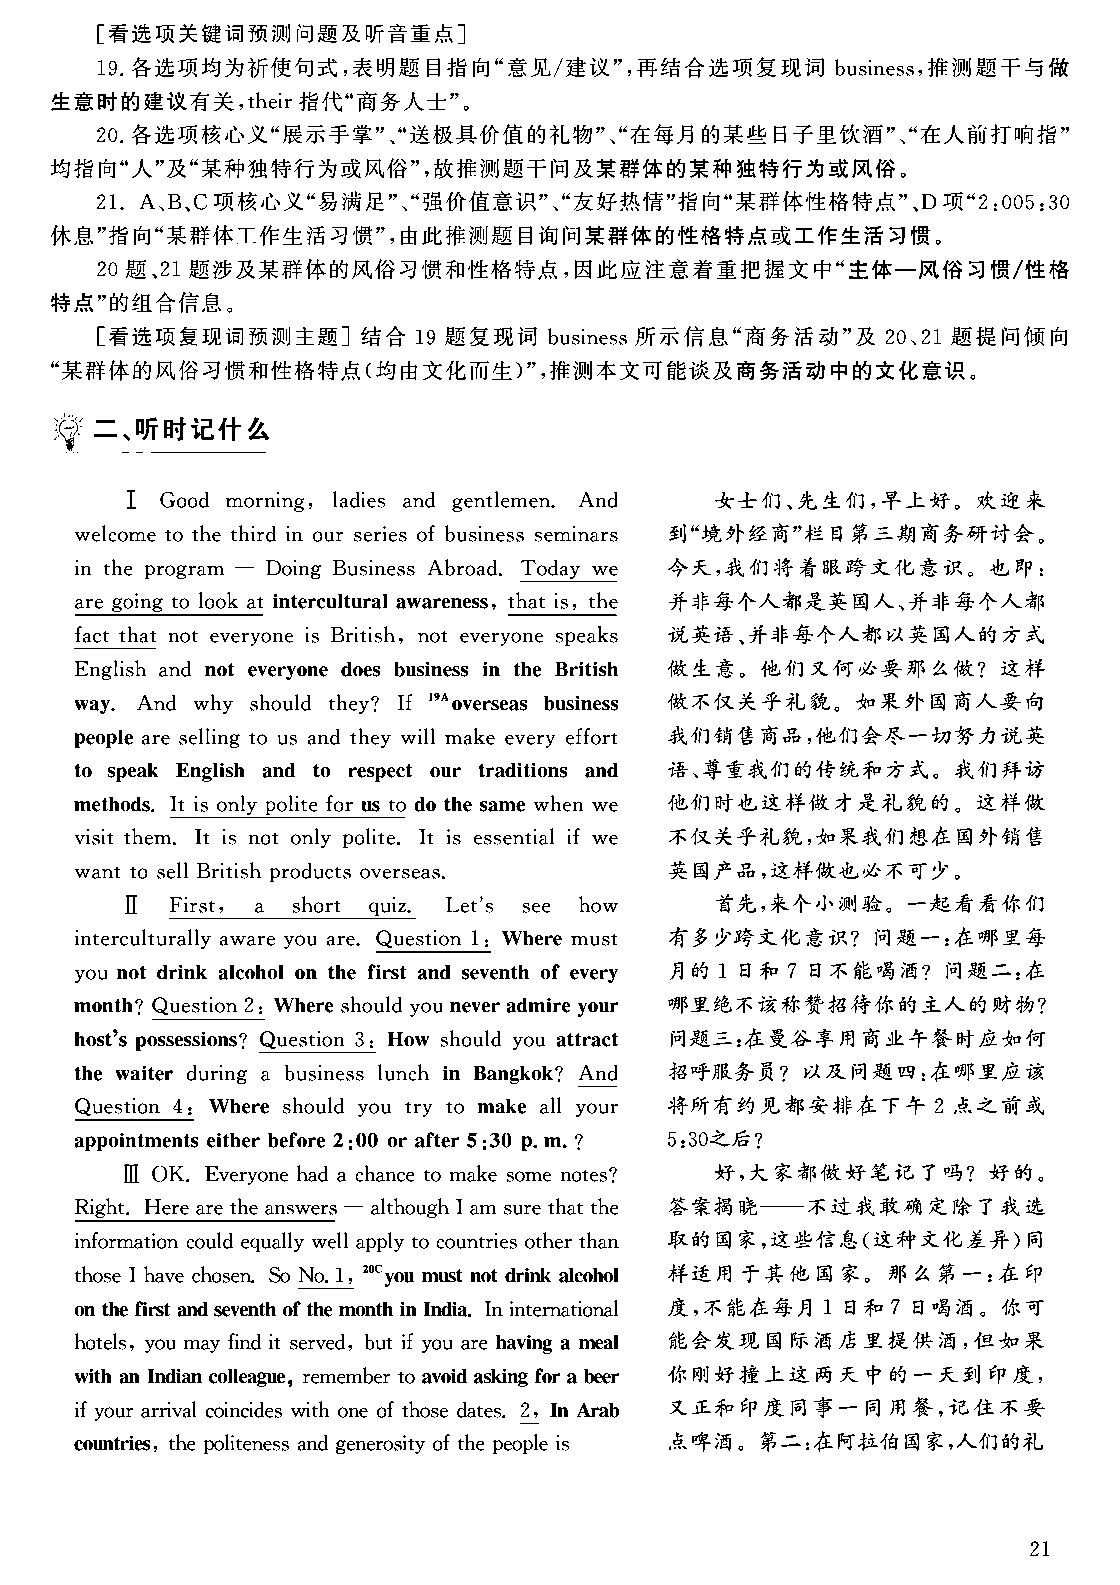 ［看选项关键词预测问题及听音重点］
19. 各选项均为祈使句式,表明题目指向“意见/建议”,再结合选项复现词 business,推测题干与做
生意时的建议有关,their 指代“商务人士”。
20. 各选项核心义“展示手掌”、“送极具价值的礼物”、“在每月的某些日子里饮酒”、“在人前打响指”
均指向“人”及“某种独特行为或风俗”,故推测题干问及某群体的某种独特行为或风俗。
21. A、B、C 项核心义“易满足”、“强价值意识”、“友好热情”指向“某群体性格特点”、D 项“2:005:30
休息”指向“某群体工作生活习惯”,由此推测题目询问某群体的性格特点或工作生活习惯。
20 题、21 题涉及某群体的风俗习惯和性格特点,因此应注意着重把握文中“主体—风俗习惯/性格
特点”的组合信息。
［看选项复现词预测主题］结合 19 题复现词 business 所示信息“商务活动”及 20、21 题提问倾向
“某群体的风俗习惯和性格特点(均由文化而生)”,推测本文可能谈及商务活动中的文化意识。
二、听时记什么
Ⅰ Good morning, ladies and gentlemen. And
welcome to the third in our series of business seminars
in the program — Doing Business Abroad. Today we
are going to look at intercultural awareness, that is, the
fact that not everyone is British, not everyone speaks
English and not everyone does business in the British
way. And why should they? If 19Aoverseas business
people are selling to us and they will make every effort
to speak English and to respect our traditions and
methods. It is only polite for us to do the same when we
visit them. It is not only polite. It is essential if we
want to sell British products overseas.
Ⅱ First, a short quiz. Let's see how
interculturally aware you are. Question 1: Where must
you not drink alcohol on the first and seventh of every
month? Question 2: Where should you never admire your
host's possessions? Question 3: How should you attract
the waiter during a business lunch in Bangkok? And
Question 4: Where should you try to make all your
appointments either before 2:00 or after 5:30 p.m.?
Ⅲ OK. Everyone had a chance to make some notes?
Right. Here are the answers — although I am sure that the
information could equally well apply to countries other than
those I have chosen. So No. 1, 20Cyou must not drink alcohol
on the first and seventh of the month in India. In international
hotels, you may find it served, but if you are having a meal
with an Indian colleague, remember to avoid asking for a beer
if your arrival coincides with one of those dates. 2, In Arab
countries, the politeness and generosity of the people is
女士们、先生们,早上好。欢迎来
到“境外经商”栏目第三期商务研讨会。
今天,我们将着眼跨文化意识。也即:
并非每个人都是英国人、并非每个人都
说英语、并非每个人都以英国人的方式
做生意。他们又何必要那么做？这样
做不仅关乎礼貌。如果外国商人要向
我们销售商品,他们会尽一切努力说英
语、尊重我们的传统和方式。我们拜访
他们时也这样做才是礼貌的。这样做
不仅关乎礼貌,如果我们想在国外销售
英国产品,这样做也必不可少。
首先,来个小测验。一起看看你们
有多少跨文化意识？问题一:在哪里每
月的 1 日和 7 日不能喝酒？问题二:在
哪里绝不该称赞招待你的主人的财物？
问题三:在曼谷享用商业午餐时应如何
招呼服务员？以及问题四:在哪里应该
将所有约见都安排在下午 2 点之前或
5:30之后？
好,大家都做好笔记了吗？好的。
答案揭晓——不过我敢确定除了我选
取的国家,这些信息(这种文化差异)同
样适用于其他国家。那么第一:在印
度,不能在每月 1 日和 7 日喝酒。你可
能会发现国际酒店里提供酒,但如果
你刚好撞上这两天中的一天到印度,
又正和印度同事一同用餐,记住不要
点啤酒。第二:在阿拉伯国家,人们的礼
21